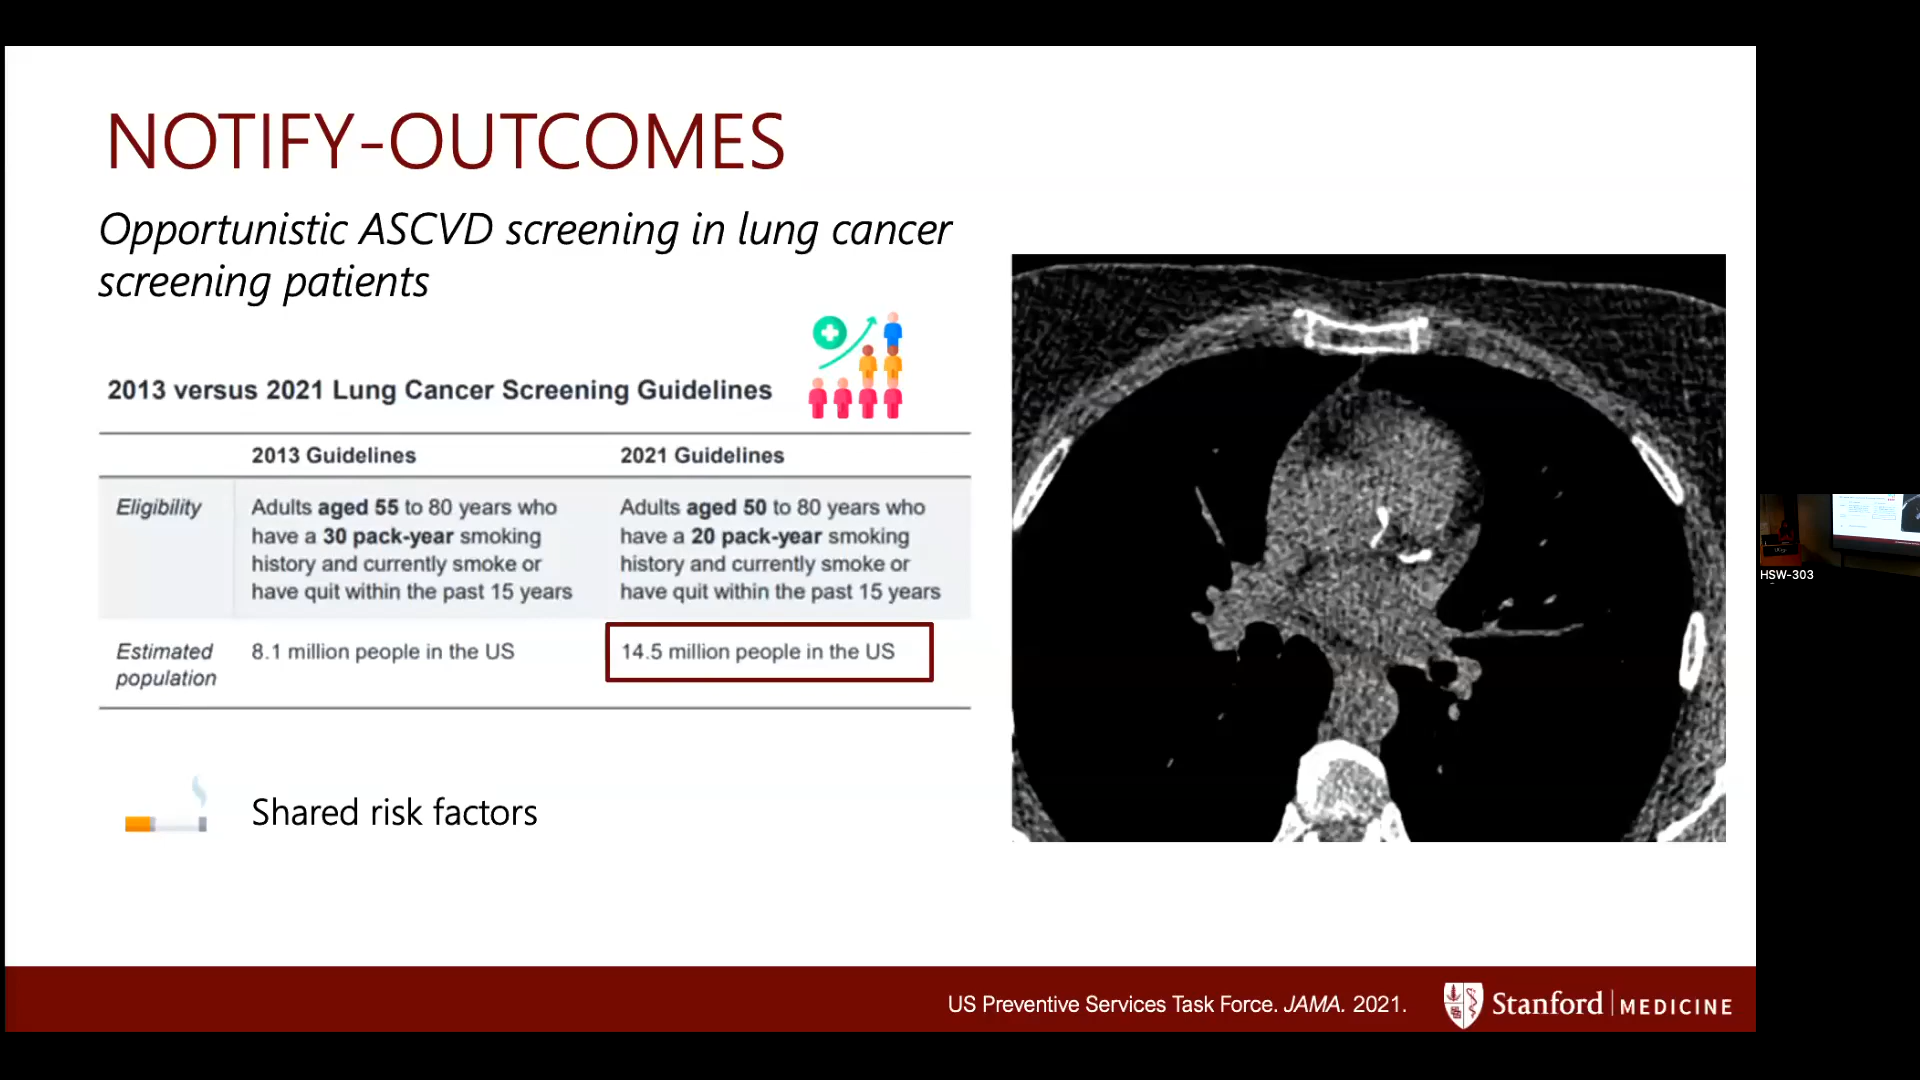 NOTIFY-OUTCOMES
Opportunistic ASCVD screening in lung cancer
screening patients
2013 versus 2021 Lung Cancer Screening Guidelines
2013 Guidelines
2021 Guidelines
Eligibility
Adults aged 55 to 80 years who
have a 30 pack-year smoking
history and currently smoke or
have quit within the past 15 years
Adults aged 50 to 80 years who
have a 20 pack-year smoking
history and currently smoke or
have quit within the past 15 years
Estimated
population
8.1 million people in the US
14.5 million people in the US
Shared risk factors
HSW-303
US Preventive Services Task Force. JAMA. 2021.
Stanford MEDICINE